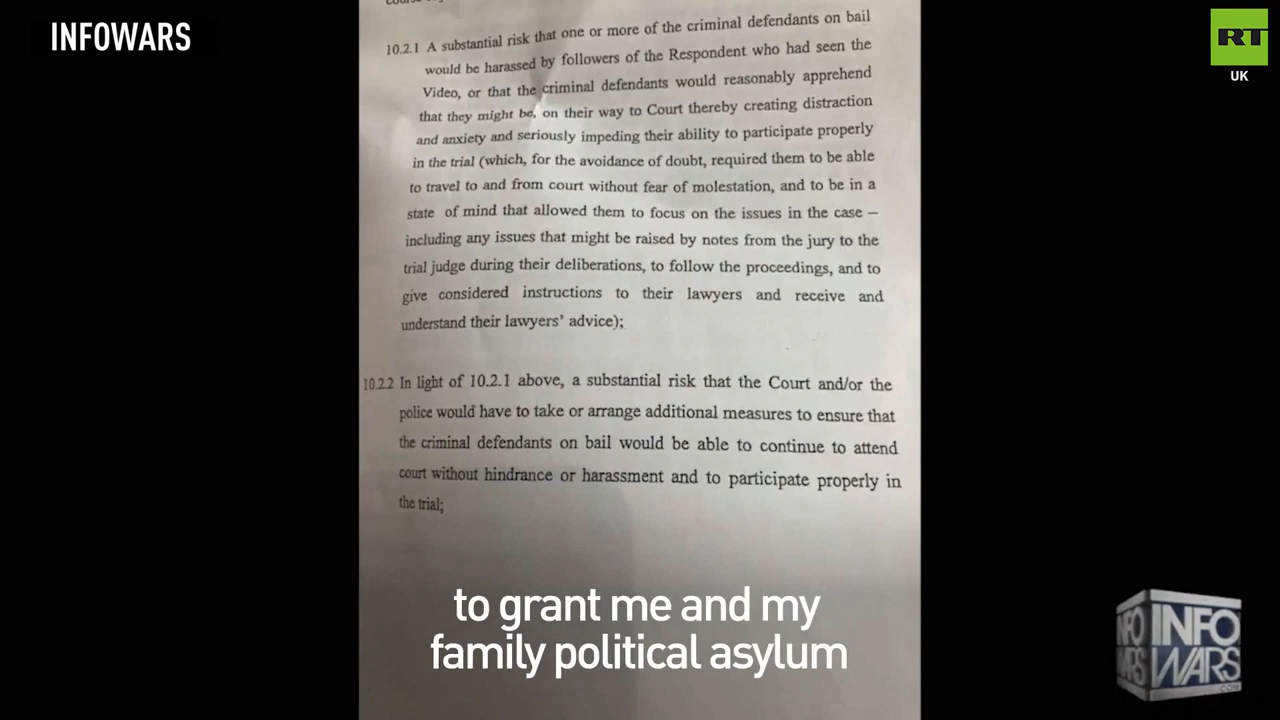 INFOWARS
RT
UK
10.2.1 A substantial risk that one or more of the criminal defendants on bail
would be harassed by followers of the Respondent who had seen the
Video, or that the criminal defendants would reasonably apprehend
that they might be, on their way to Court thereby creating distraction
and anxiety and seriously impeding their ability to participate properly
in the trial (which, for the avoidance of doubt, required them to be able
to travel to and from court without fear of molestation, and to be in a
state of mind that allowed them to focus on the issues in the case –
including any issues that might be raised by notes from the jury to the
trial judge during their deliberations, to follow the proceedings, and to
give considered instructions to their lawyers and receive and
understand their lawyers' advice);
10.2.2 In light of 10.2.1 above, a substantial risk that the Court and/or the
police would have to take or arrange additional measures to ensure that
the criminal defendants on bail would be able to continue to attend
court without hindrance or harassment and to participate properly in
the trial;
to grant me and my
family political asylum
INFO
WARS
.COM